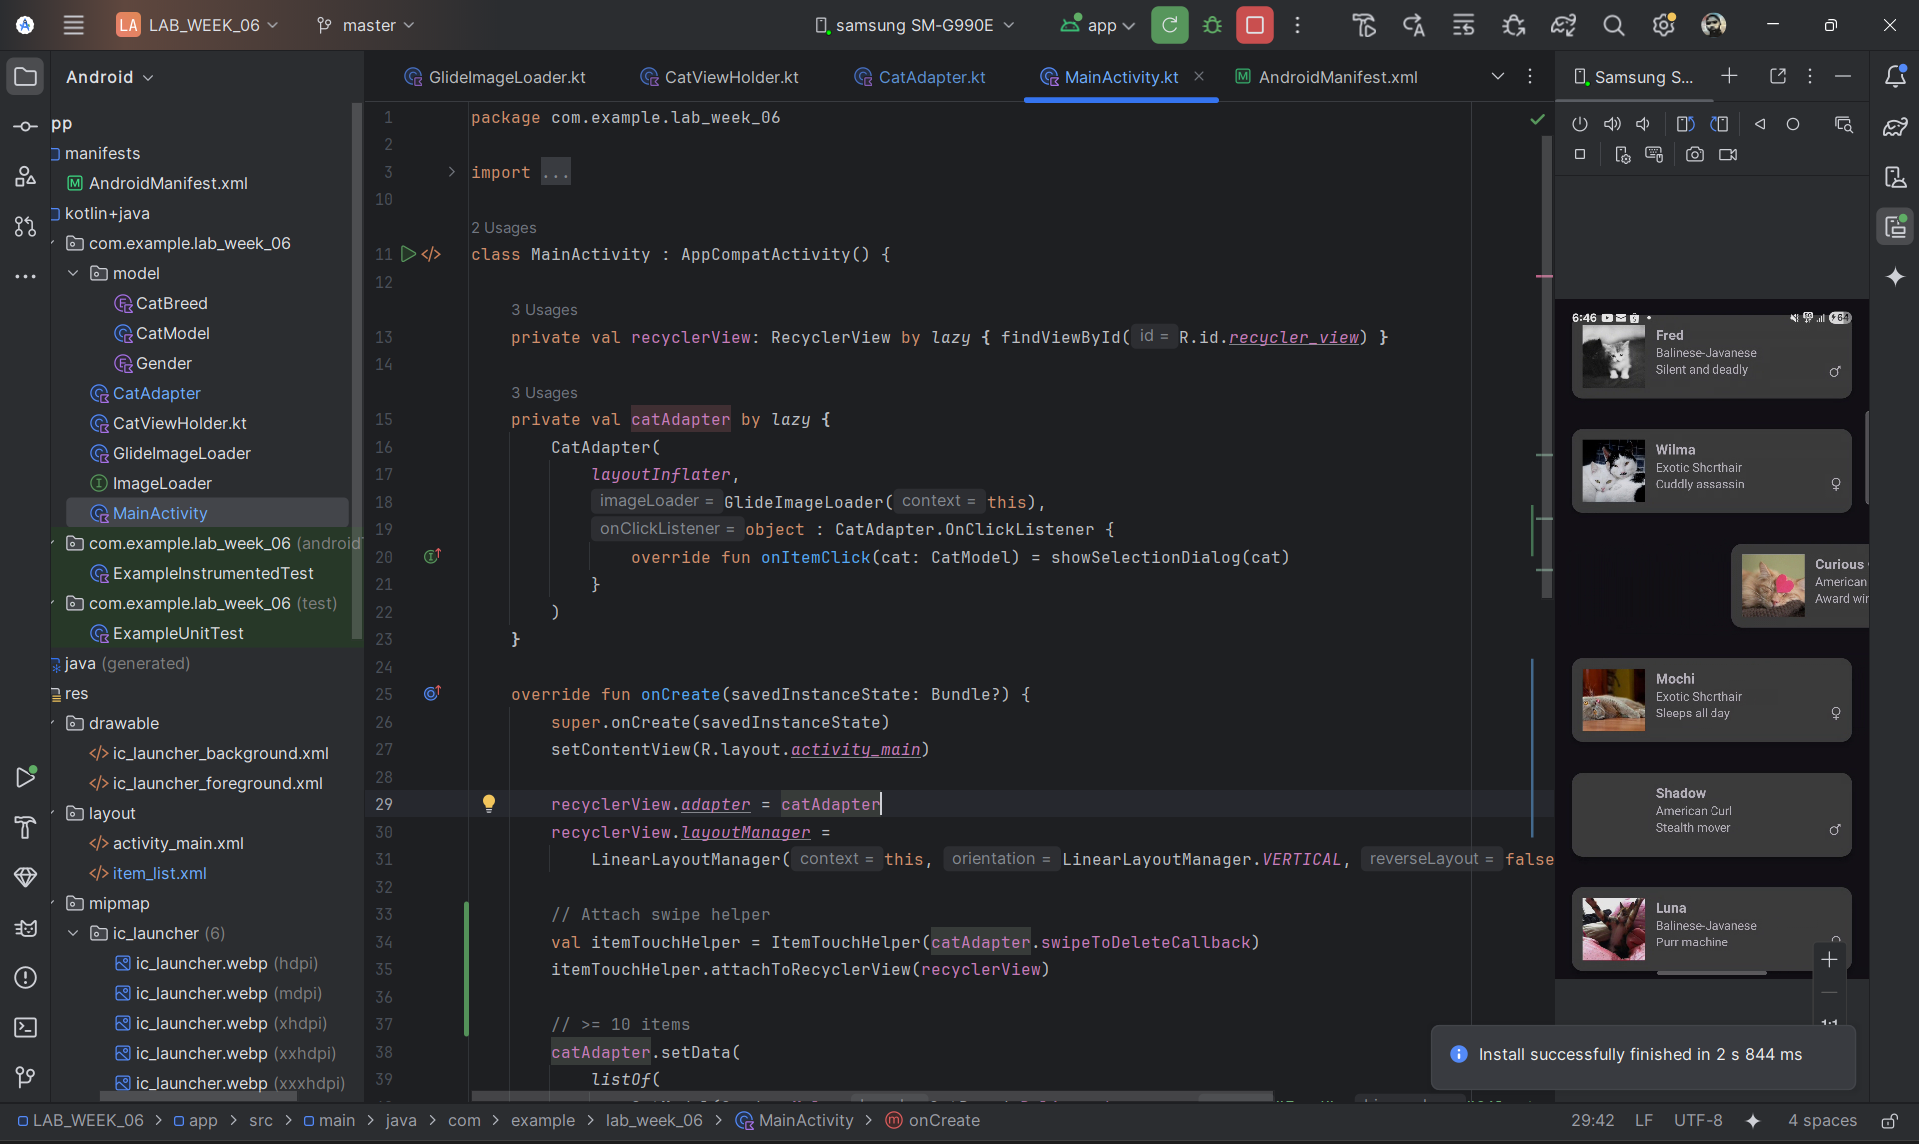 LA LAB_WEEK_06
master
samsung SM-G990E
app
Android
GlideImageLoader.kt
CatViewHolder.kt
CatAdapter.kt
MainActivity.kt
AndroidManifest.xml
Samsung S...
pp
manifests
AndroidManifest.xml
kotlin+java
com.example.lab_week_06
model
CatBreed
CatModel
Gender
CatAdapter
CatViewHolder.kt
GlideImageLoader
ImageLoader
MainActivity
com.example.lab_week_06 (android
ExampleInstrumentedTest
com.example.lab_week_06 (test)
ExampleUnitTest
java (generated)
res
drawable
ic_launcher_background.xml
ic_launcher_foreground.xml
layout
activity_main.xml
item_list.xml
mipmap
ic_launcher (6)
ic_launcher.webp (hdpi)
ic_launcher.webp (mdpi)
ic_launcher.webp (xhdpi)
ic_launcher.webp (xxhdpi)
ic_launcher.webp (xxxhdpi)
1 package com.example.lab_week_06
2
3 import ...
10
2 Usages
11 class MainActivity : AppCompatActivity() {
12
3 Usages
13 private val recyclerView: RecyclerView by lazy { findViewById( id = R.id.recycler_view) }
14
3 Usages
15 private val catAdapter by lazy {
16 CatAdapter(
17 layoutInflater,
18 imageLoader = GlideImageLoader( context = this),
19 onClickListener = object : CatAdapter.OnClickListener {
20 override fun onItemClick(cat: CatModel) = showSelectionDialog(cat)
21 }
22 )
23 }
24
25 override fun onCreate(savedInstanceState: Bundle?) {
26 super.onCreate(savedInstanceState)
27 setContentView(R.layout.activity_main)
28
29 recyclerView.adapter = catAdapter
30 recyclerView.layoutManager =
31 LinearLayoutManager( context = this, orientation = LinearLayoutManager.VERTICAL, reverseLayout = false
32
33 // Attach swipe helper
34 val itemTouchHelper = ItemTouchHelper(catAdapter.swipeToDeleteCallback)
35 itemTouchHelper.attachToRecyclerView(recyclerView)
36
37 // >= 10 items
38 catAdapter.setData(
39 listOf(
6:46
64
Fred
Balinese-Javanese
Silent and deadly
Wilma
Exotic Shorthair
Cuddly assassin
Curious
American
Award wir
Mochi
Exotic Shorthair
Sleeps all day
Shadow
American Curl
Stealth mover
Luna
Balinese-Javanese
Purr machine
1:1
Install successfully finished in 2 s 844 ms
LAB_WEEK_06 > app > src > main > java > com > example > lab_week_06 > MainActivity > onCreate
29:42 LF UTF-8 4 spaces